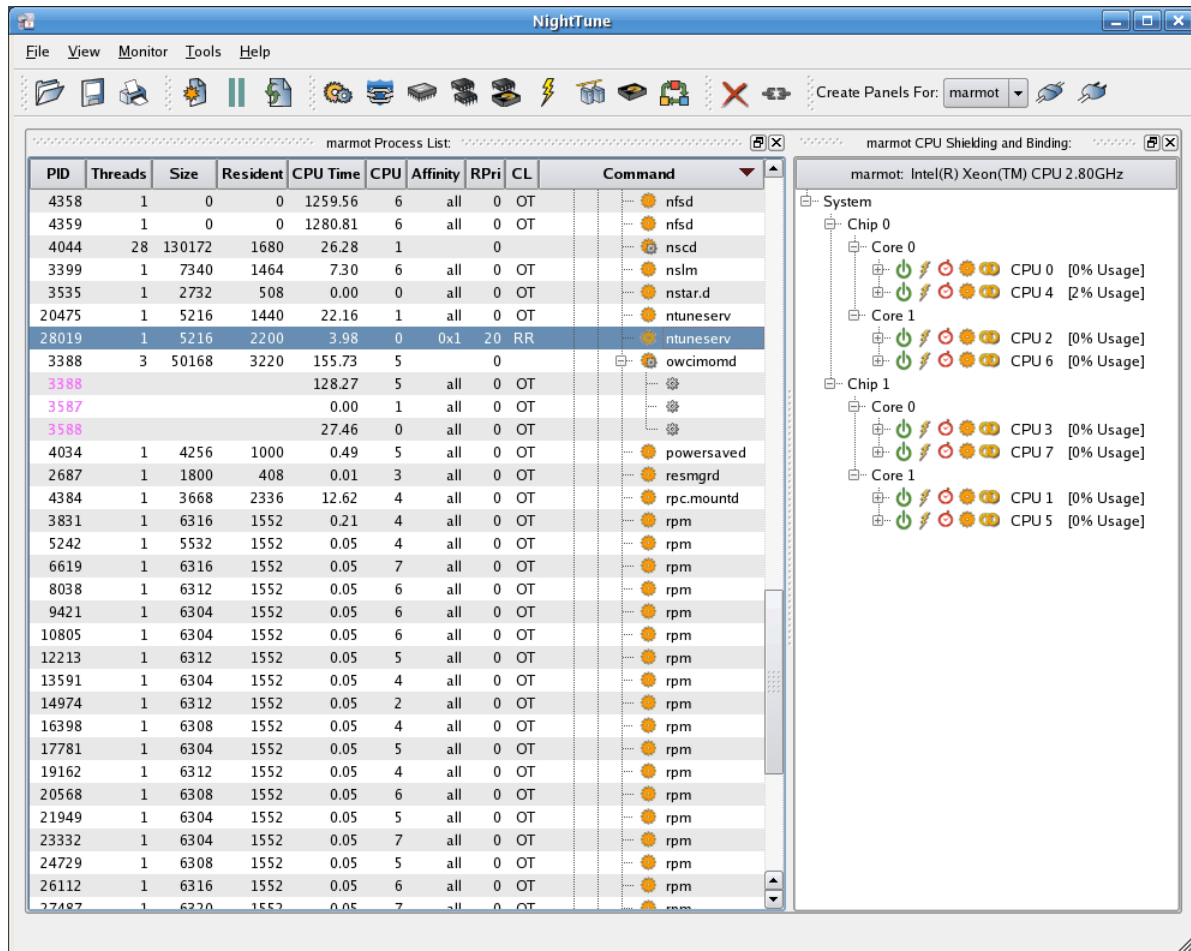 NightTune
File View Monitor Tools Help
Create Panels For: marmot
marmot Process List:
PID Threads Size Resident CPU Time CPU Affinity RPri CL Command
4358 1 0 0 1259.56 6 all 0 OT nfsd
4359 1 0 0 1280.81 6 all 0 OT nfsd
4044 28 130172 1680 26.28 1 0 nscd
3399 1 7340 1464 7.30 6 all 0 OT nslm
3535 1 2732 508 0.00 0 all 0 OT nstar.d
20475 1 5216 1440 22.16 1 all 0 OT ntuneserv
28019 1 5216 2200 3.98 0 0x1 20 RR ntuneserv
3388 3 50168 3220 155.73 5 0 owcimomd
3388 128.27 5 all 0 OT
3587 0.00 1 all 0 OT
3588 27.46 0 all 0 OT
4034 1 4256 1000 0.49 5 all 0 OT powersaved
2687 1 1800 408 0.01 3 all 0 OT resmgrd
4384 1 3668 2336 12.62 4 all 0 OT rpc.mountd
3831 1 6316 1552 0.21 4 all 0 OT rpm
5242 1 5532 1552 0.05 4 all 0 OT rpm
6619 1 6316 1552 0.05 7 all 0 OT rpm
8038 1 6312 1552 0.05 6 all 0 OT rpm
9421 1 6304 1552 0.05 6 all 0 OT rpm
10805 1 6304 1552 0.05 6 all 0 OT rpm
12213 1 6312 1552 0.05 5 all 0 OT rpm
13591 1 6304 1552 0.05 4 all 0 OT rpm
14974 1 6312 1552 0.05 2 all 0 OT rpm
16398 1 6308 1552 0.05 4 all 0 OT rpm
17781 1 6304 1552 0.05 5 all 0 OT rpm
19162 1 6312 1552 0.05 4 all 0 OT rpm
20568 1 6308 1552 0.05 6 all 0 OT rpm
21949 1 6304 1552 0.05 5 all 0 OT rpm
23332 1 6304 1552 0.05 7 all 0 OT rpm
24729 1 6308 1552 0.05 5 all 0 OT rpm
26112 1 6316 1552 0.05 6 all 0 OT rpm
27487 1 6320 1552 0.05 7 all 0 OT rpm
marmot CPU Shielding and Binding:
marmot: Intel(R) Xeon(TM) CPU 2.80GHz
System
Chip 0
Core 0
CPU 0 [0% Usage]
CPU 4 [2% Usage]
Core 1
CPU 2 [0% Usage]
CPU 6 [0% Usage]
Chip 1
Core 0
CPU 3 [0% Usage]
CPU 7 [0% Usage]
Core 1
CPU 1 [0% Usage]
CPU 5 [0% Usage]